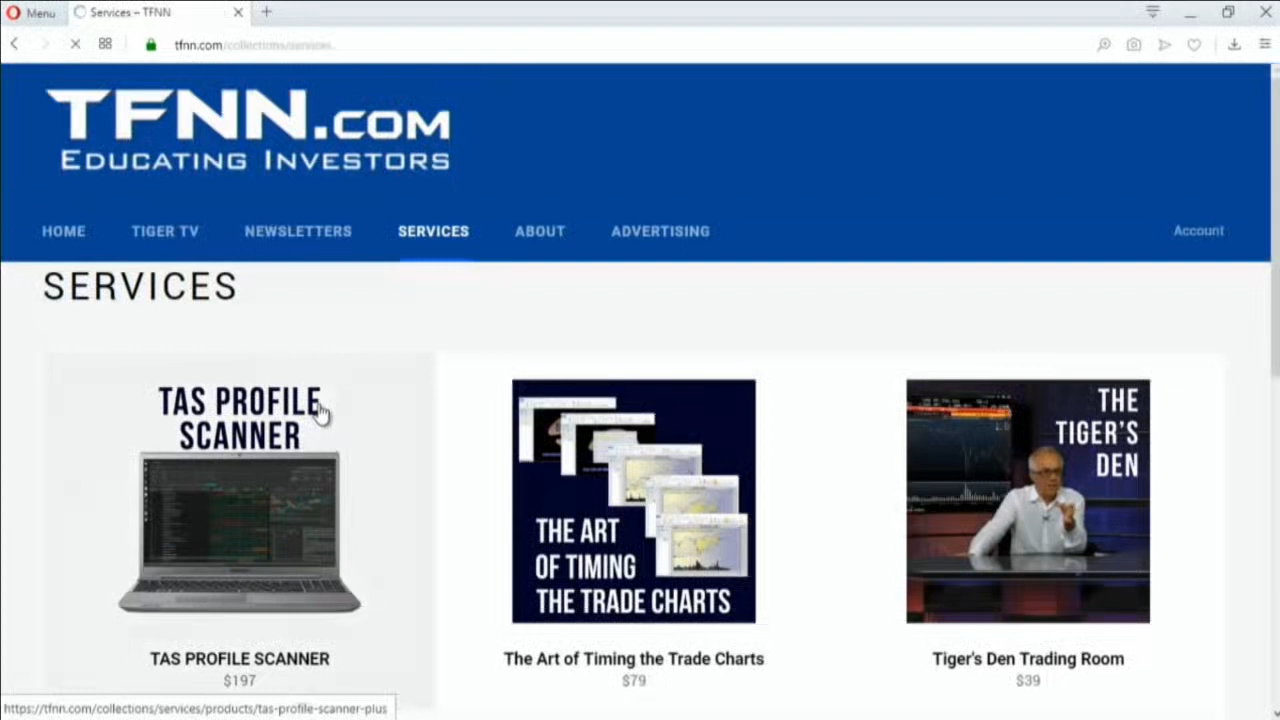 Menu
Services – TFNN
tfnn.com/collections/services
TFNN.COM
EDUCATING INVESTORS
HOME
TIGER TV
NEWSLETTERS
SERVICES
ABOUT
ADVERTISING
Account
SERVICES
TAS PROFILE
SCANNER
THE ART
OF TIMING
THE TRADE CHARTS
THE
TIGER'S
DEN
TAS PROFILE SCANNER
The Art of Timing the Trade Charts
Tiger's Den Trading Room
$197
$79
$39
https://tfnn.com/collections/services/products/tas-profile-scanner-plus